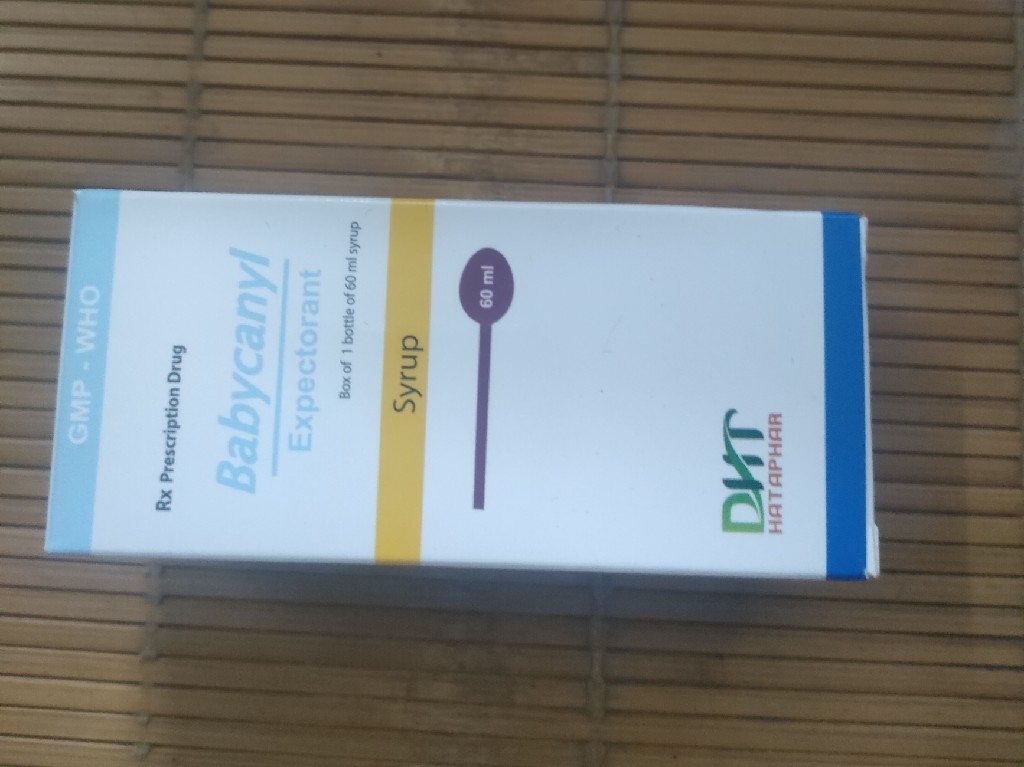 GMP - WHO
Rx Prescription Drug
Babycanyl
Expectorant
Box of 1 bottle of 60 ml syrup
Syrup
60 ml
DHT
HATAPHAR